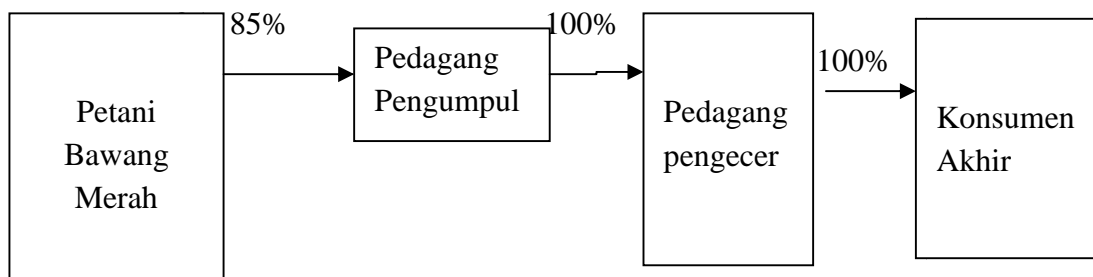 85%
100%
100%
Petani
Bawang
Merah
Pedagang
Pengumpul
Pedagang
pengecer
Konsumen
Akhir